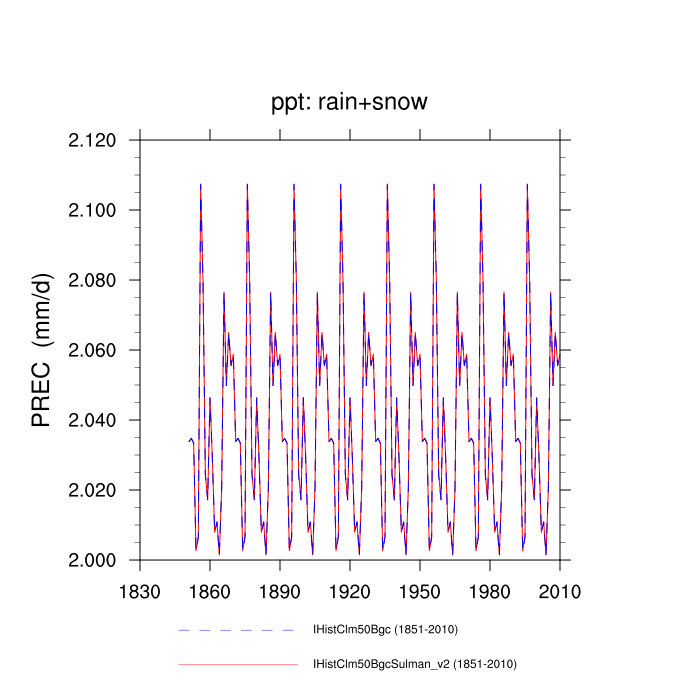 ppt: rain+snow
2.120
2.100
2.080
2.060
2.040
2.020
2.000
PREC (mm/d)
1830 1860 1890 1920 1950 1980 2010
IHistClm50Bgc (1851-2010)
IHistClm50BgcSulman_v2 (1851-2010)